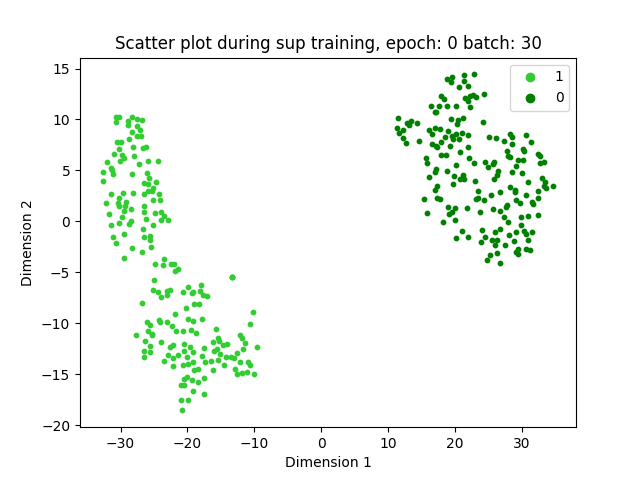 Scatter plot during sup training, epoch: 0 batch: 30
1
0
15
10
5
0
−5
−10
−15
−20
Dimension 2
−30 −20 −10 0 10 20 30
Dimension 1